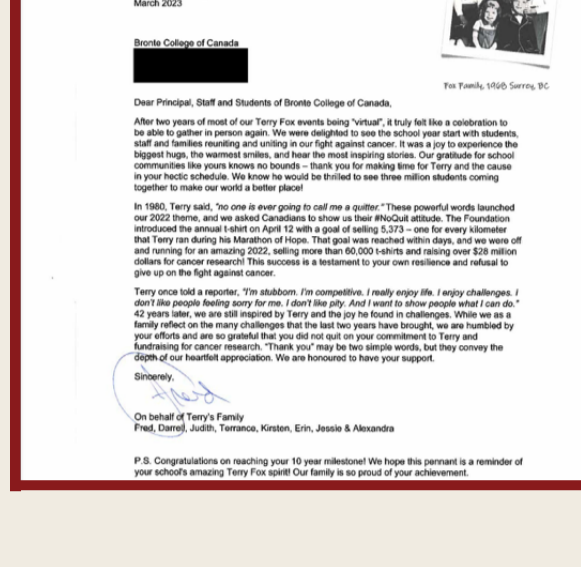 March 2023
Bronte College of Canada
Fox Family, 1968 Surrey, BC
Dear Principal, Staff and Students of Bronte College of Canada,
After two years of most of our Terry Fox events being "virtual", it truly felt like a celebration to
be able to gather in person again. We were delighted to see the school year start with students,
staff and families reuniting and uniting in our fight against cancer. It was a joy to experience the
biggest hugs, the warmest smiles, and hear the most inspiring stories. Our gratitude for school
communities like yours knows no bounds – thank you for making time for Terry and the cause
in your hectic schedule. We know he would be thrilled to see three million students coming
together to make our world a better place!
In 1980, Terry said, "no one is ever going to call me a quitter." These powerful words launched
our 2022 theme, and we asked Canadians to show us their #NoQuit attitude. The Foundation
introduced the annual t-shirt on April 12 with a goal of selling 5,373 – one for every kilometer
that Terry ran during his Marathon of Hope. That goal was reached within days, and we were off
and running for an amazing 2022, selling more than 60,000 t-shirts and raising over $28 million
dollars for cancer research! This success is a testament to your own resilience and refusal to
give up on the fight against cancer.
Terry once told a reporter, "I'm stubborn. I'm competitive. I really enjoy life. I enjoy challenges. I
don't like people feeling sorry for me. I don't like pity. And I want to show people what I can do."
42 years later, we are still inspired by Terry and the joy he found in challenges. While we as a
family reflect on the many challenges that the last two years have brought, we are humbled by
your efforts and are so grateful that you did not quit on your commitment to Terry and
fundraising for cancer research. "Thank you" may be two simple words, but they convey the
depth of our heartfelt appreciation. We are honoured to have your support.
Sincerely,
Fred
On behalf of Terry's Family
Fred, Darrell, Judith, Terrance, Kirsten, Erin, Jessie & Alexandra
P.S. Congratulations on reaching your 10 year milestone! We hope this pennant is a reminder of
your school's amazing Terry Fox spirit! Our family is so proud of your achievement.